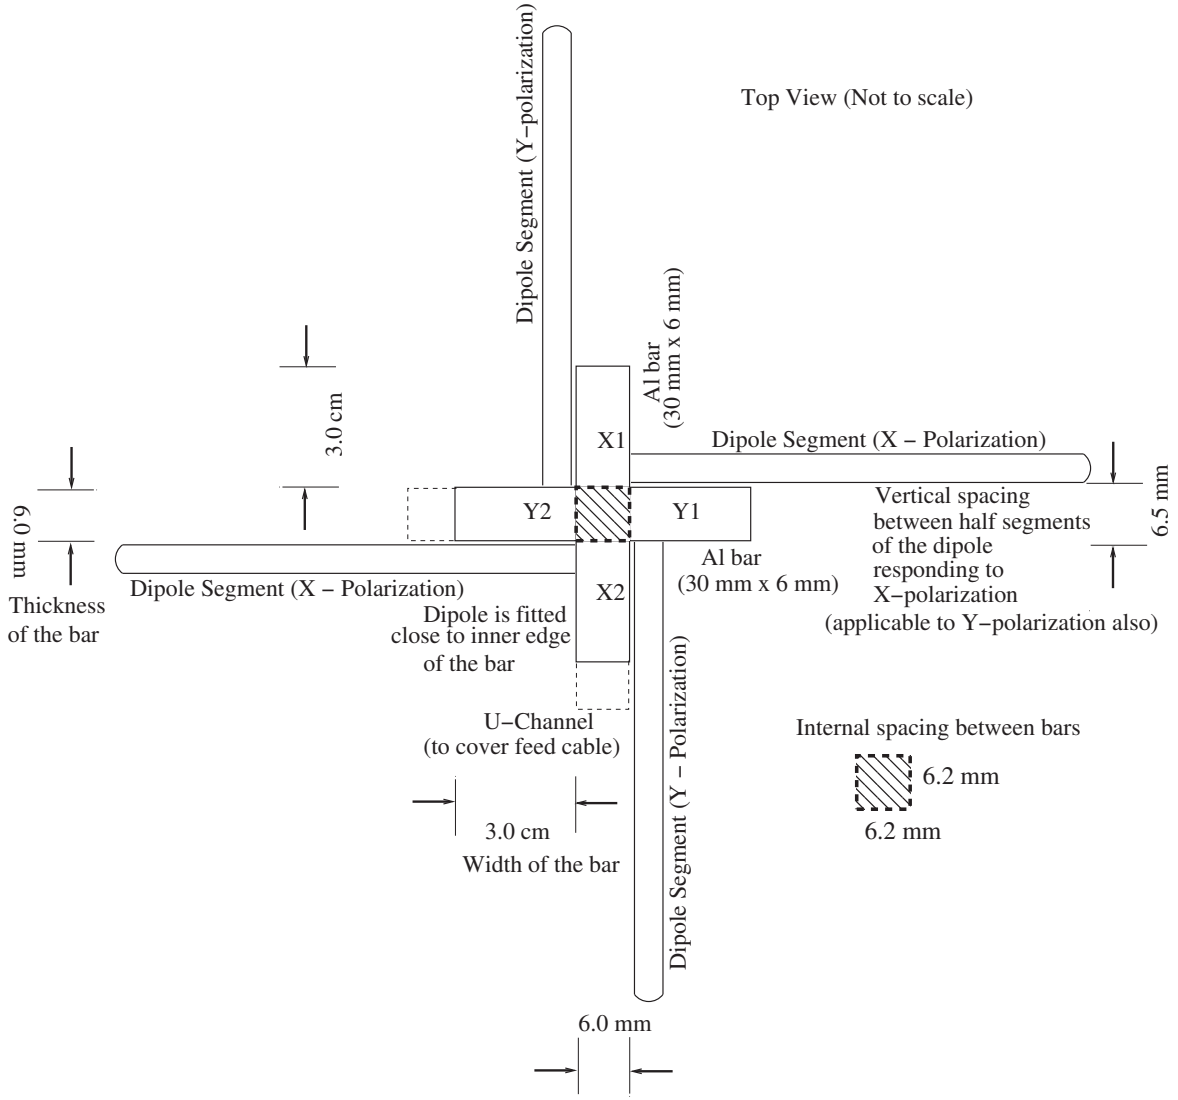 Top View (Not to scale)
Dipole Segment (Y−polarization)
Al bar
(30 mm x 6 mm)
3.0 cm
X1
Dipole Segment (X − Polarization)
6.0 mm
Y2
Y1
Vertical spacing
between half segments
of the dipole
responding to
X-polarization
(applicable to Y-polarization also)
6.5 mm
Al bar
(30 mm x 6 mm)
Thickness
of the bar
Dipole Segment (X − Polarization)
X2
Dipole is fitted
close to inner edge
of the bar
U−Channel
(to cover feed cable)
Dipole Segment (Y − Polarization)
Internal spacing between bars
6.2 mm
6.2 mm
3.0 cm
Width of the bar
6.0 mm